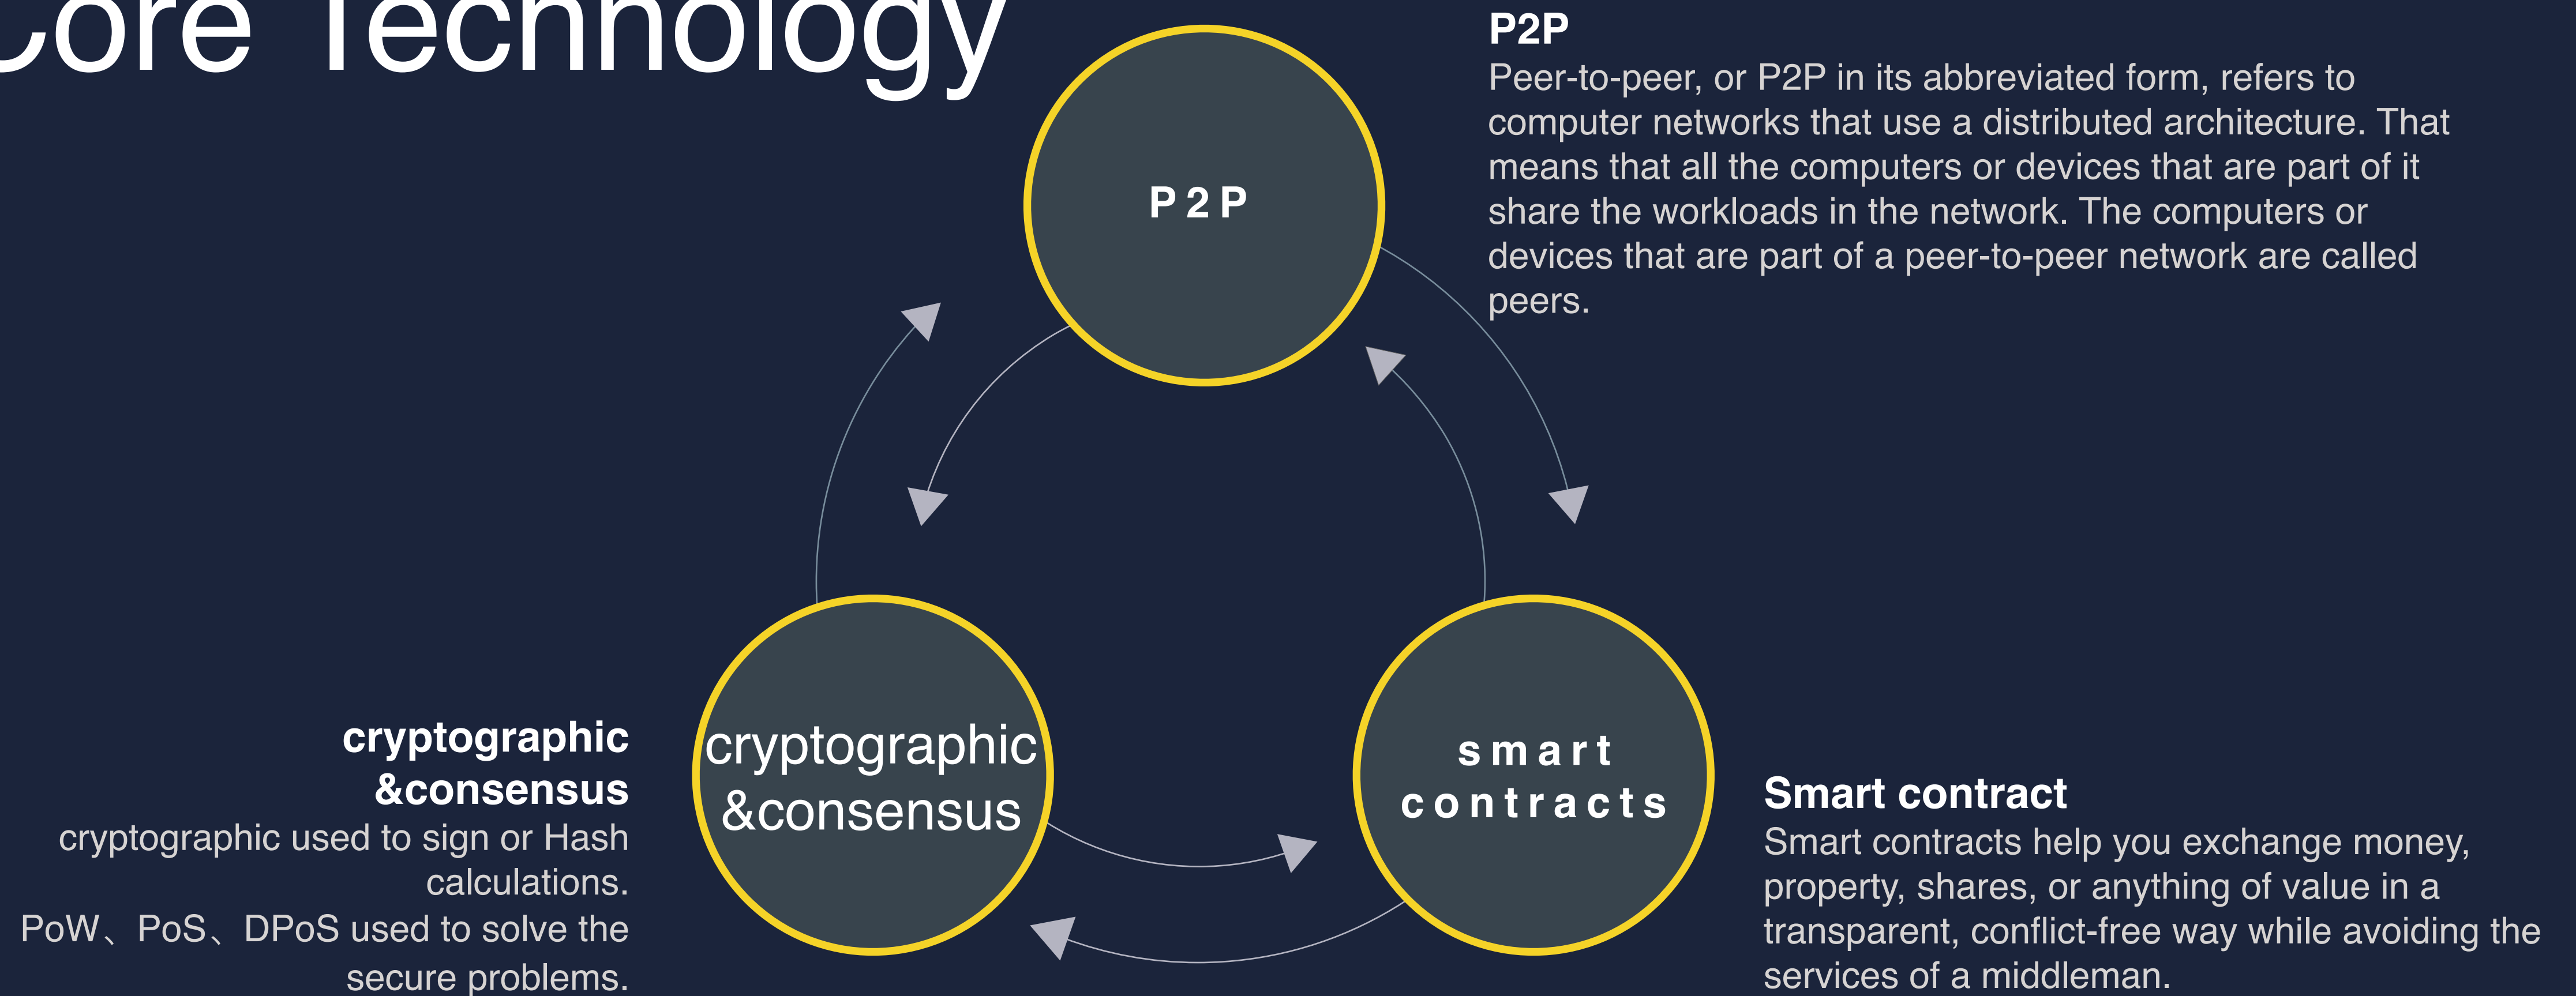 Core Technology
P2P
Peer-to-peer, or P2P in its abbreviated form, refers to
computer networks that use a distributed architecture. That
means that all the computers or devices that are part of it
share the workloads in the network. The computers or
devices that are part of a peer-to-peer network are called
peers.
P2P
cryptographic
&consensus
cryptographic used to sign or Hash
calculations.
PoW、PoS、DPoS used to solve the
secure problems.
cryptographic
&consensus
smart
contracts
Smart contract
Smart contracts help you exchange money,
property, shares, or anything of value in a
transparent, conflict-free way while avoiding the
services of a middleman.